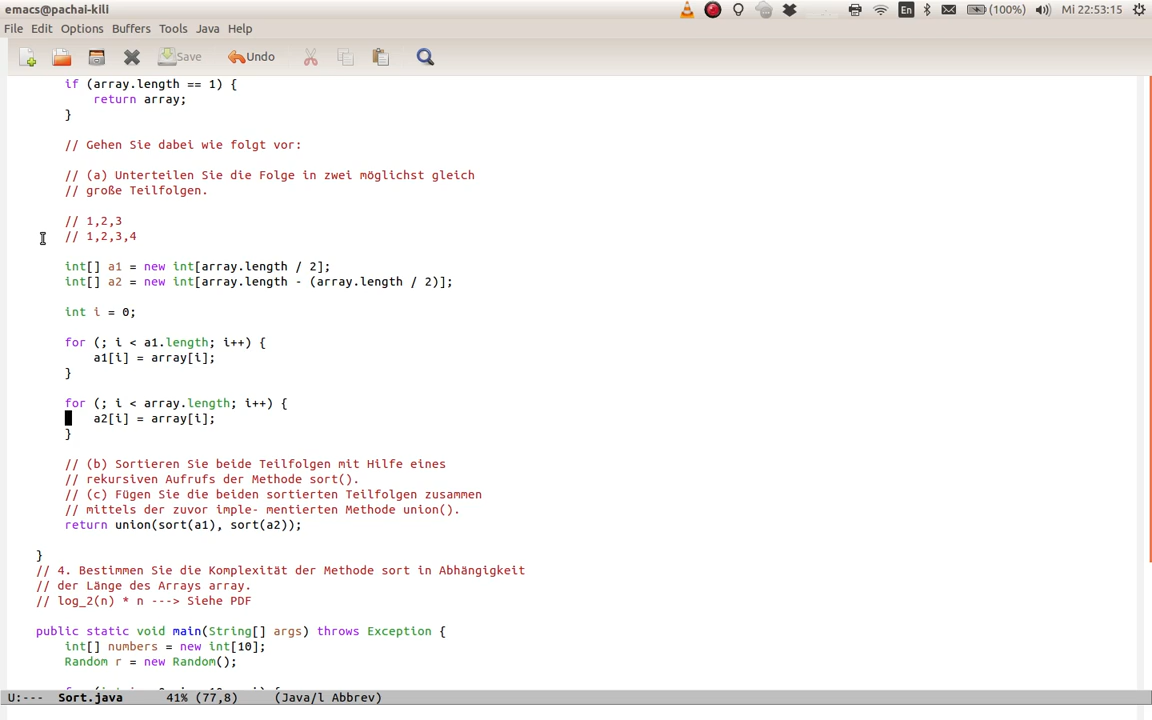 emacs@pachai-kili
En
(100%)
Mi 22:53:15
File Edit Options Buffers Tools Java Help
Save
Undo
if (array.length == 1) {
return array;
}
// Gehen Sie dabei wie folgt vor:
// (a) Unterteilen Sie die Folge in zwei möglichst gleich
// große Teilfolgen.
// 1,2,3
// 1,2,3,4
int[] a1 = new int[array.length / 2];
int[] a2 = new int[array.length - (array.length / 2)];
int i = 0;
for (; i < a1.length; i++) {
a1[i] = array[i];
}
for (; i < array.length; i++) {
a2[i] = array[i];
}
// (b) Sortieren Sie beide Teilfolgen mit Hilfe eines
// rekursiven Aufrufs der Methode sort().
// (c) Fügen Sie die beiden sortierten Teilfolgen zusammen
// mittels der zuvor imple- mentierten Methode union().
return union(sort(a1), sort(a2));
}
// 4. Bestimmen Sie die Komplexität der Methode sort in Abhängigkeit
// der Länge des Arrays array.
// log_2(n) * n ---> Siehe PDF
public static void main(String[] args) throws Exception {
int[] numbers = new int[10];
Random r = new Random();
U:--- Sort.java 41% (77,8) (Java/l Abbrev)